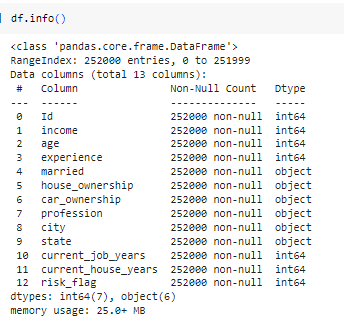 df.info()
<class 'pandas.core.frame.DataFrame'>
RangeIndex: 252000 entries, 0 to 251999
Data columns (total 13 columns):
 #   Column               Non-Null Count   Dtype
---  ------               --------------   -----
 0   Id                   252000 non-null  int64
 1   income               252000 non-null  int64
 2   age                  252000 non-null  int64
 3   experience           252000 non-null  int64
 4   married              252000 non-null  object
 5   house_ownership      252000 non-null  object
 6   car_ownership        252000 non-null  object
 7   profession           252000 non-null  object
 8   city                 252000 non-null  object
 9   state                252000 non-null  object
 10  current_job_years    252000 non-null  int64
 11  current_house_years  252000 non-null  int64
 12  risk_flag            252000 non-null  int64
dtypes: int64(7), object(6)
memory usage: 25.0+ MB